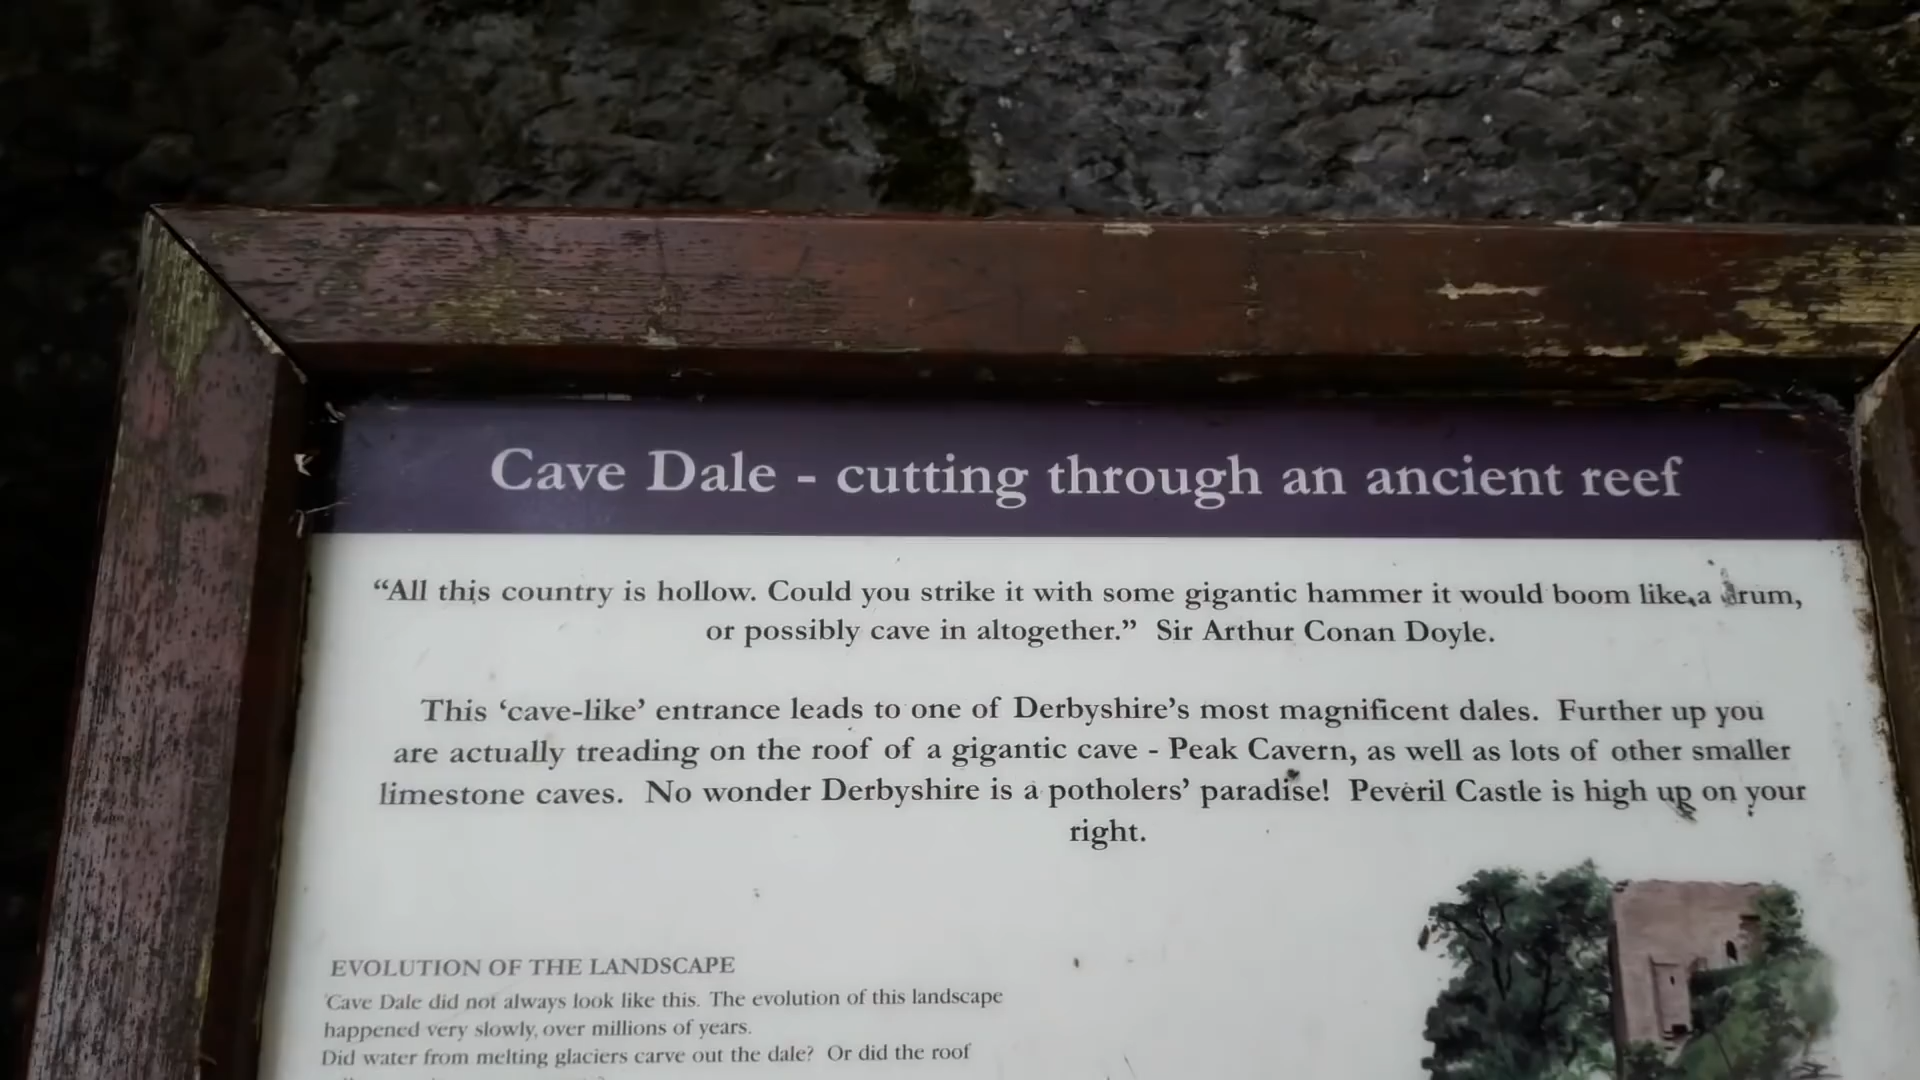 Cave Dale - cutting through an ancient reef
“All this country is hollow. Could you strike it with some gigantic hammer it would boom like a drum,
or possibly cave in altogether.” Sir Arthur Conan Doyle.
This ‘cave-like’ entrance leads to one of Derbyshire’s most magnificent dales. Further up you
are actually treading on the roof of a gigantic cave - Peak Cavern, as well as lots of other smaller
limestone caves. No wonder Derbyshire is a potholers’ paradise! Peveril Castle is high up on your
right.
EVOLUTION OF THE LANDSCAPE
Cave Dale did not always look like this. The evolution of this landscape
happened very slowly, over millions of years.
Did water from melting glaciers carve out the dale? Or did the roof